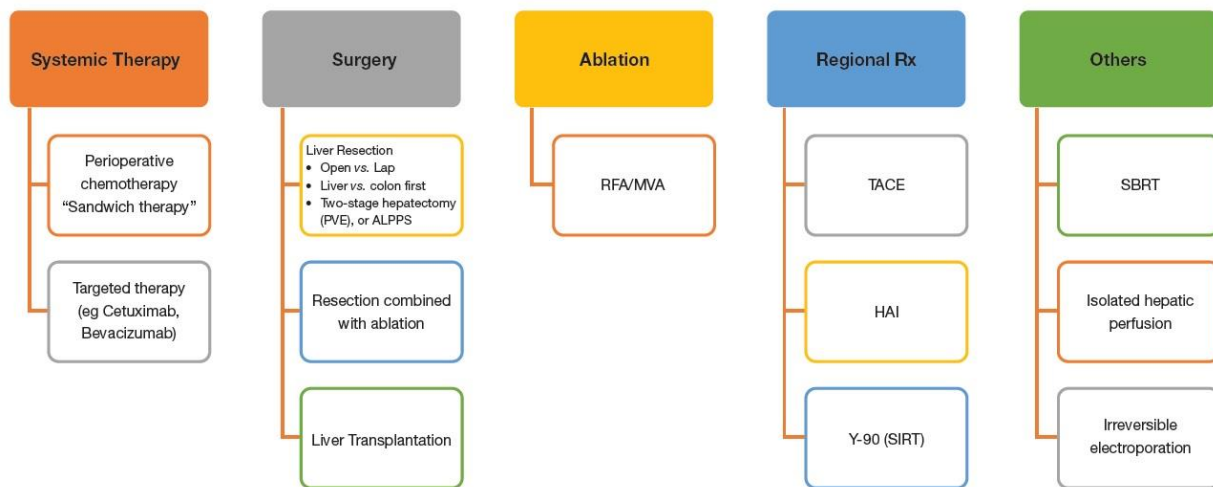 Systemic Therapy
Perioperative
chemotherapy
“Sandwich therapy”
Targeted therapy
(eg Cetuximab,
Bevacizumab)
Surgery
Liver Resection
• Open vs. Lap
• Liver vs. colon first
• Two-stage hepatectomy
(PVE), or ALPPS
Resection combined
with ablation
Liver Transplantation
Ablation
RFA/MVA
Regional Rx
TACE
HAI
Y-90 (SIRT)
Others
SBRT
Isolated hepatic
perfusion
Irreversible
electroporation